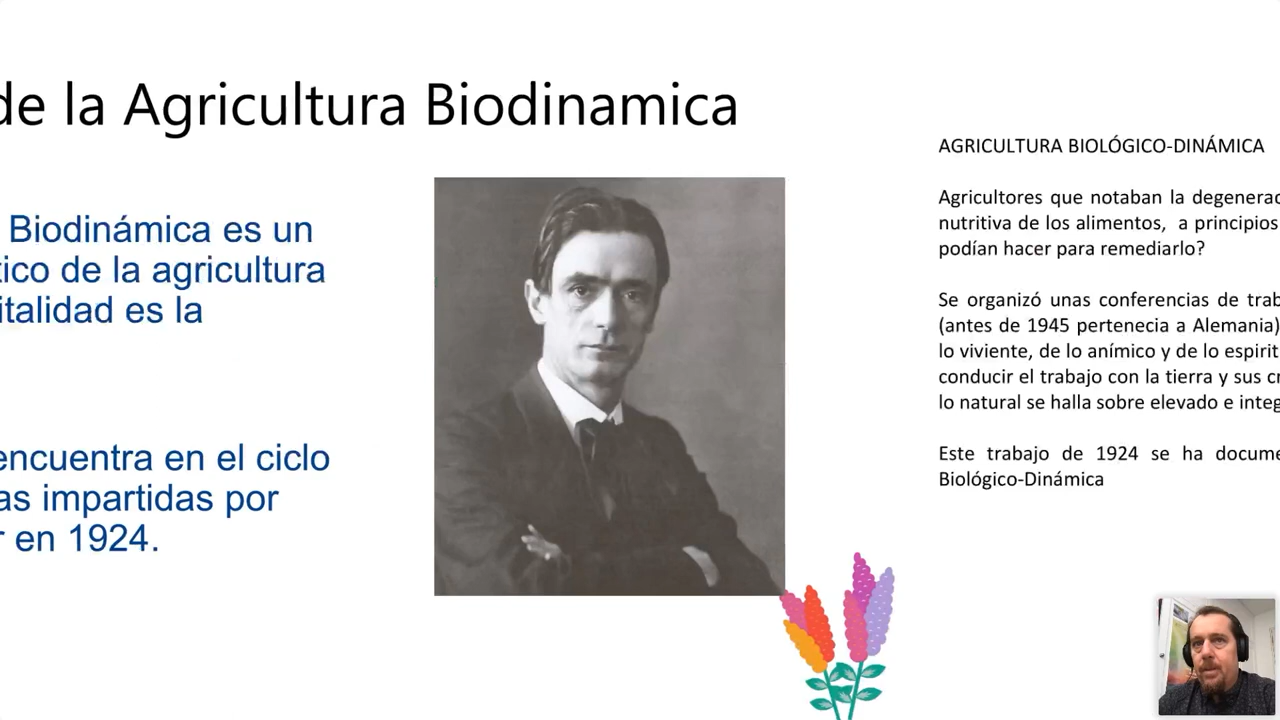 de la Agricultura Biodinamica
Biodinámica es un
tico de la agricultura
italidad es la
encuentra en el ciclo
as impartidas por
r en 1924.
AGRICULTURA BIOLÓGICO-DINÁMICA
Agricultores que notaban la degenerac
nutritiva de los alimentos, a principios
podían hacer para remediarlo?
Se organizó unas conferencias de trab
(antes de 1945 pertenecia a Alemania)
lo viviente, de lo anímico y de lo espirit
conducir el trabajo con la tierra y sus cr
lo natural se halla sobre elevado e integ
Este trabajo de 1924 se ha docume
Biológico-Dinámica